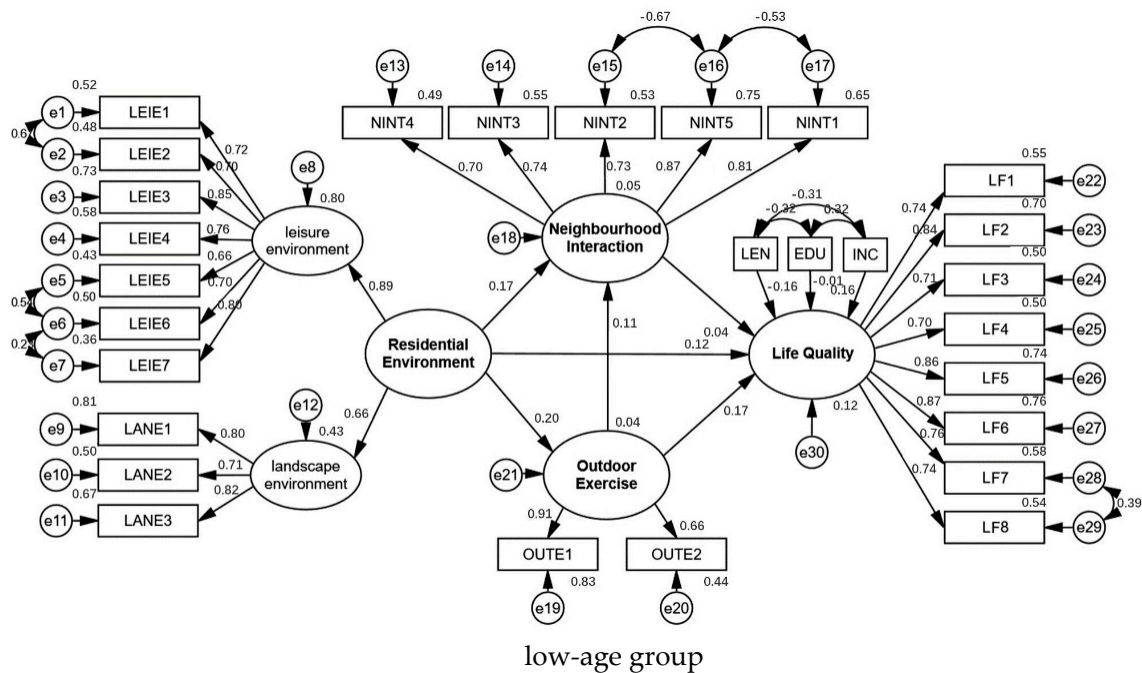 -0.67
-0.53
e13
e14
e15
e16
e17
0.49
0.55
0.53
0.75
0.65
NINT4
NINT3
NINT2
NINT5
NINT1
0.70
0.74
0.73
0.87
0.81
0.05
e18
Neighbourhood
Interaction
0.52
e1
LEIE1
0.48
e2
LEIE2
0.73
e3
LEIE3
0.58
e4
LEIE4
0.43
e5
LEIE5
0.50
e6
LEIE6
0.36
e7
LEIE7
0.72
0.70
0.85
0.76
0.66
0.70
0.80
e8
0.80
leisure
environment
0.89
0.17
0.11
Residential
Environment
0.12
0.04
0.66
0.20
0.17
-0.31
-0.32
0.32
LEN
EDU
INC
-0.16
-0.01
0.16
Life Quality
0.12
e30
0.81
e9
LANE1
0.50
e10
LANE2
0.67
e11
LANE3
0.80
0.71
0.82
e12
0.43
landscape
environment
0.04
e21
Outdoor
Exercise
0.91
0.66
OUTE1
OUTE2
0.83
0.44
e19
e20
0.55
LF1
e22
0.70
LF2
e23
0.50
LF3
e24
0.50
LF4
e25
0.74
LF5
e26
0.76
LF6
e27
0.58
LF7
e28
0.54
LF8
e29
0.39
0.74
0.84
0.71
0.70
0.86
0.87
0.76
0.74
low-age group